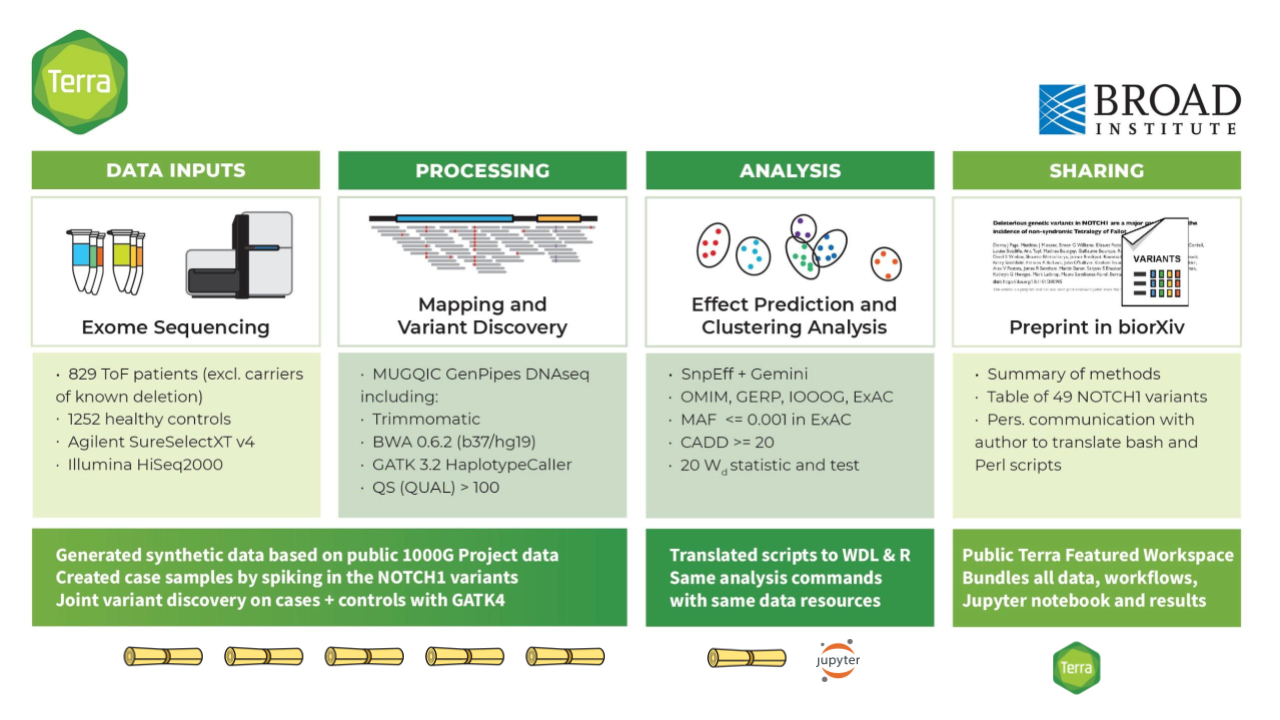 Terra
BROAD
INSTITUTE
DATA INPUTS
Exome Sequencing
· 829 ToF patients (excl. carriers
of known deletion)
· 1252 healthy controls
· Agilent SureSelectXT v4
· Illumina HiSeq2000
PROCESSING
Mapping and
Variant Discovery
· MUGQIC GenPipes DNAseq
including:
· Trimmomatic
· BWA 0.6.2 (b37/hg19)
· GATK 3.2 HaplotypeCaller
· QS (QUAL) > 100
ANALYSIS
Effect Prediction and
Clustering Analysis
· SnpEff + Gemini
· OMIM, GERP, IOOOG, ExAC
· MAF <= 0.001 in ExAC
· CADD >= 20
· 20 Wd statistic and test
SHARING
Deleterious genetic variants in NOTCH1 are a major the
incidence of non-syndromic Tetralogy of Fallot
VARIANTS
Preprint in biorXiv
· Summary of methods
· Table of 49 NOTCH1 variants
· Pers. communication with
author to translate bash and
Perl scripts
Generated synthetic data based on public 1000G Project data
Created case samples by spiking in the NOTCH1 variants
Joint variant discovery on cases + controls with GATK4
Translated scripts to WDL & R
Same analysis commands
with same data resources
Public Terra Featured Workspace
Bundles all data, workflows,
Jupyter notebook and results
jupyter
Terra